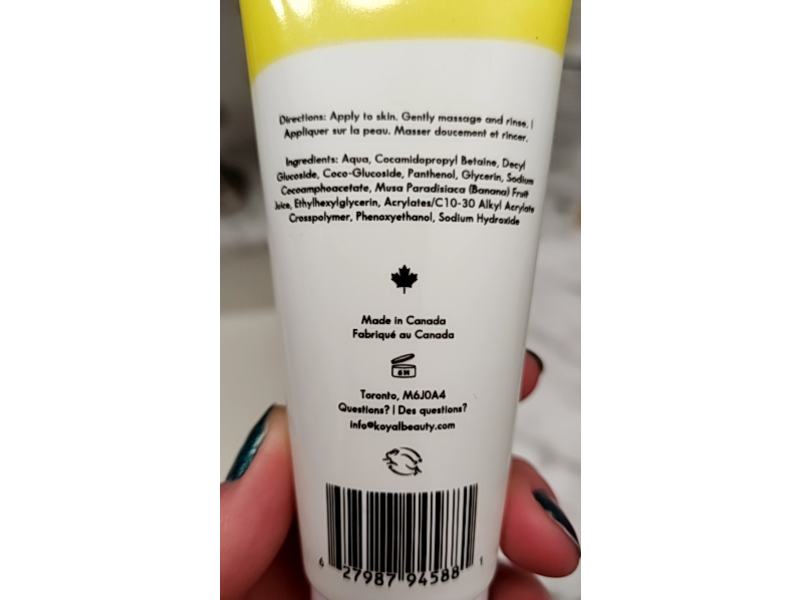 Directions: Apply to skin. Gently massage and rinse. |
Appliquer sur la peau. Masser doucement et rincer.
Ingredients: Aqua, Cocamidopropyl Betaine, Decyl
Glucoside, Coco-Glucoside, Panthenol, Glycerin, Sodium
Cocoamphoacetate, Musa Paradisiaca (Banana) Fruit
Juice, Ethylhexylglycerin, Acrylates/C10-30 Alkyl Acrylate
Crosspolymer, Phenoxyethanol, Sodium Hydroxide
Made in Canada
Fabriqué au Canada
6M
Toronto, M6J0A4
Questions? | Des questions?
info@koyalbeauty.com
6 27987 94588 1